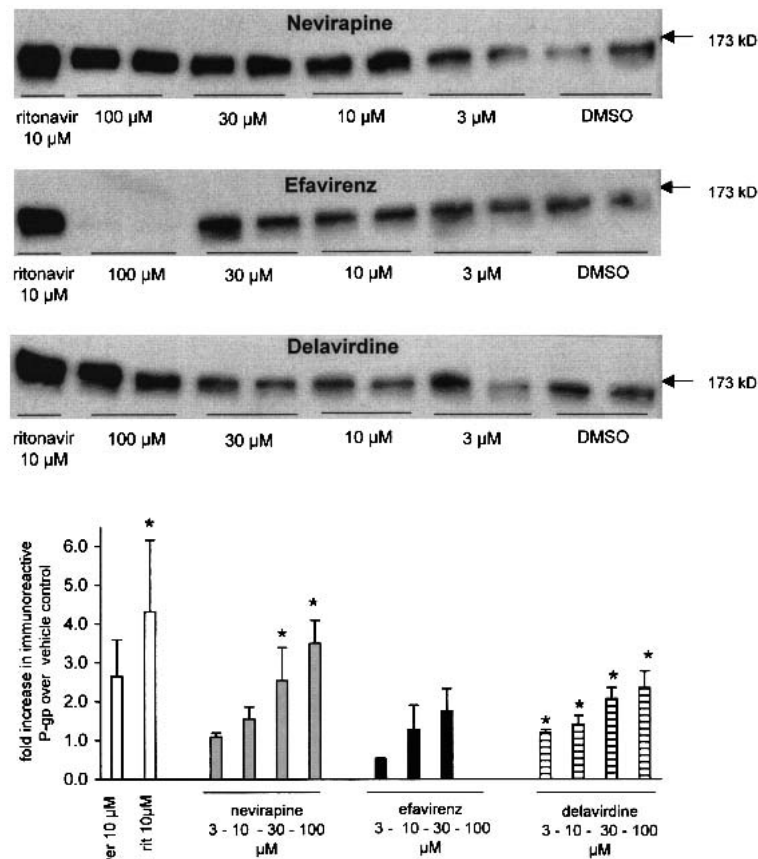 Nevirapine
173 kD
ritonavir 100 µM 30 µM 10 µM 3 µM DMSO
10 µM
Efavirenz
173 kD
ritonavir 100 µM 30 µM 10 µM 3 µM DMSO
10 µM
Delavirdine
173 kD
ritonavir 100 µM 30 µM 10 µM 3 µM DMSO
10 µM
fold increase in immunoreactive
P-gp over vehicle control
6.0
5.0
4.0
3.0
2.0
1.0
0.0
* * * * * * *
er 10 µM
rit 10µM
nevirapine efavirenz delavirdine
3 - 10 - 30 - 100 3 - 10 - 30 - 100 3 - 10 - 30 - 100
µM µM µM